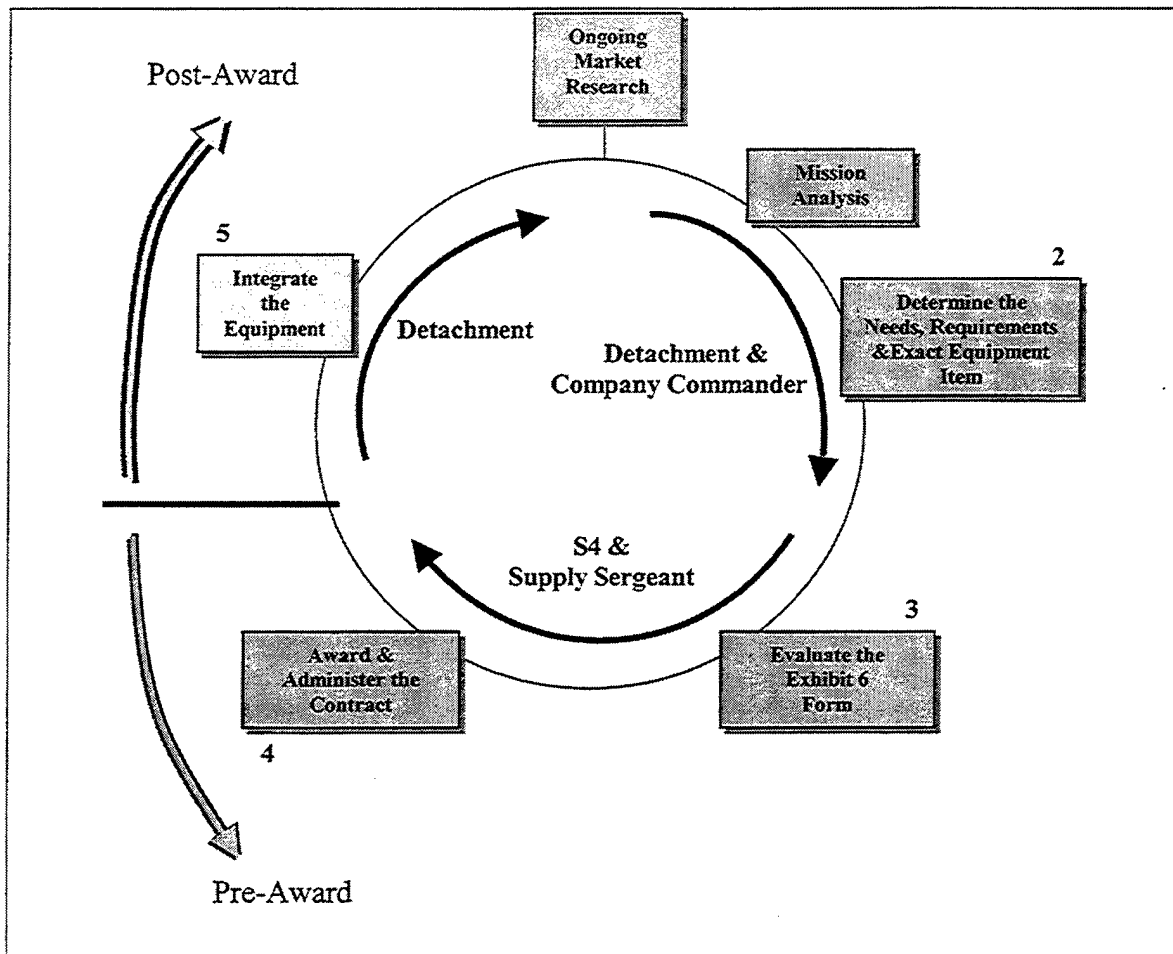 Ongoing
Market
Research
Post-Award
Mission
Analysis
5
2
Integrate
the
Equipment
Determine the
Needs, Requirements
&Exact Equipment
Item
Detachment
Detachment &
Company Commander
S4 &
Supply Sergeant
3
Award &
Administer the
Contract
Evaluate the
Exhibit 6
Form
4
Pre-Award